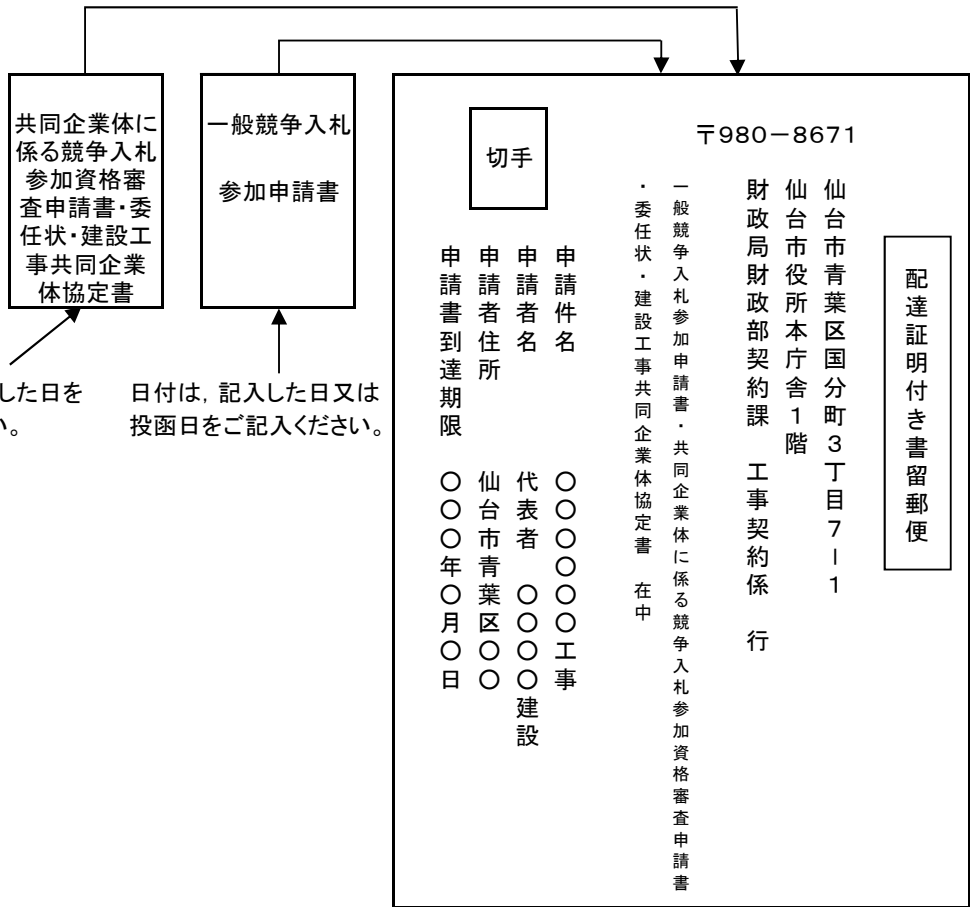 共同企業体に
係る競争入札
参加資格審
査申請書・委
任状・建設工
事共同企業
体協定書
一般競争入札
参加申請書
した日を
い。
日付は，記入した日又は
投函日をご記入ください。
切手
〒980－8671
配達証明付き書留郵便
仙台市青葉区国分町3丁目7－1
仙台市役所本庁舎1階
財政局財政部契約課　工事契約係　行
一般競争入札参加申請書・共同企業体に係る競争入札参加資格審査申請書
・委任状・建設工事共同企業体協定書　在中
申請件名　〇〇〇〇〇〇〇工事
申請者名　代表者　〇〇〇〇建設
申請者住所　仙台市青葉区〇〇
申請書到達期限　〇〇〇年〇月〇日